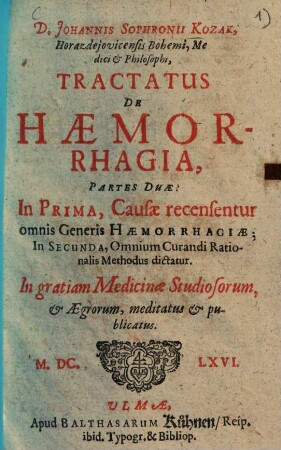 1)
D. JOHANNIS SOPHRONII KOZAK,
Horazdejovicensis Bohemi, Me
dici & Philosophi,
TRACTATUS
DE
HÆMOR-
RHAGIA,
PARTES DUÆ:
In PRIMA, Causæ recensentur
omnis Generis HÆMORRHAGIÆ;
In SECUNDA, Omnium Curandi Ratio-
nalis Methodus dictatur.
In gratiam Medicinæ Studiosorum,
& Ægrorum, meditatus & pu-
blicatus.
M. DC. LXVI.
ULMÆ,
Apud BALTHASARUM Kühnen/ Reip.
ibid. Typogr. & Bibliop.